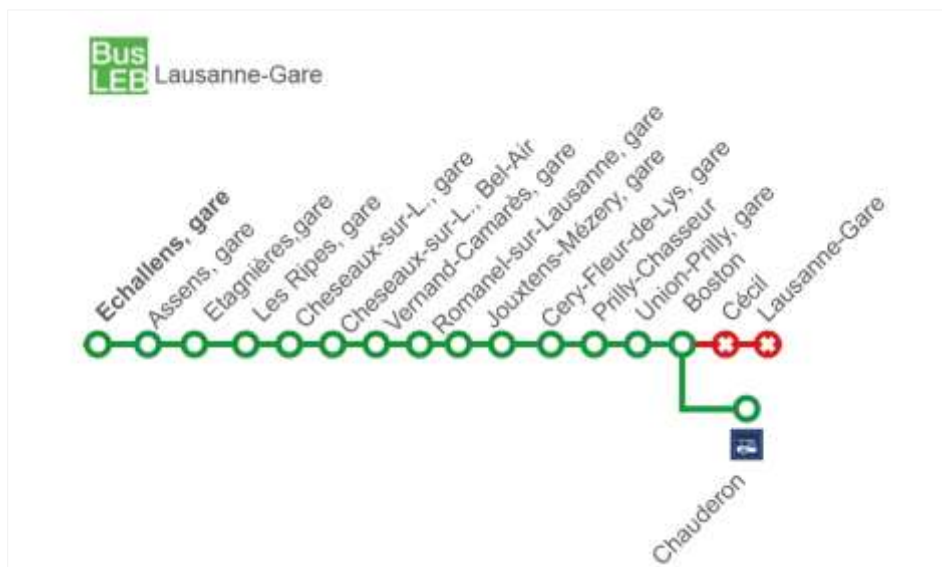 Bus
LEB
Lausanne-Gare
Echallens, gare
Assens, gare
Etagnières,gare
Les Ripes, gare
Cheseaux-sur-L., gare
Cheseaux-sur-L., Bel-Air
Vernand-Camarès, gare
Romanel-sur-Lausanne, gare
Jouxtens-Mézery, gare
Cery-Fleur-de-Lys, gare
Prilly-Chasseur
Union-Prilly, gare
Boston
Cécil
Lausanne-Gare
Chauderon